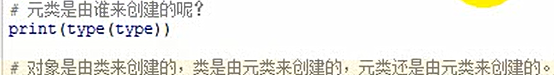 # 元类是由谁来创建的呢?
print(type(type))
# 对象是由类来创建的，类是由元类来创建的，元类还是由元类来创建的。